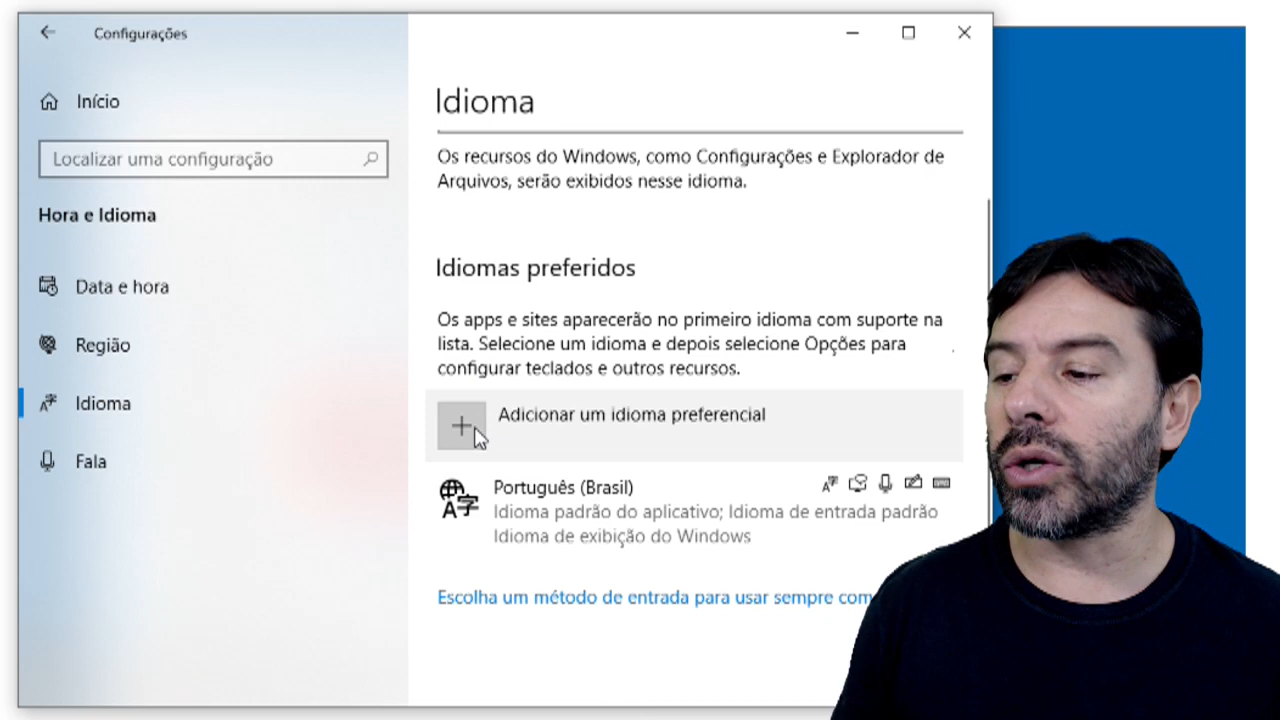 Configurações
Início
Localizar uma configuração
Hora e Idioma
Data e hora
Região
Idioma
Fala
Idioma
Os recursos do Windows, como Configurações e Explorador de
Arquivos, serão exibidos nesse idioma.
Idiomas preferidos
Os apps e sites aparecerão no primeiro idioma com suporte na
lista. Selecione um idioma e depois selecione Opções para
configurar teclados e outros recursos.
Adicionar um idioma preferencial
Português (Brasil)
Idioma padrão do aplicativo; Idioma de entrada padrão
Idioma de exibição do Windows
Escolha um método de entrada para usar sempre com